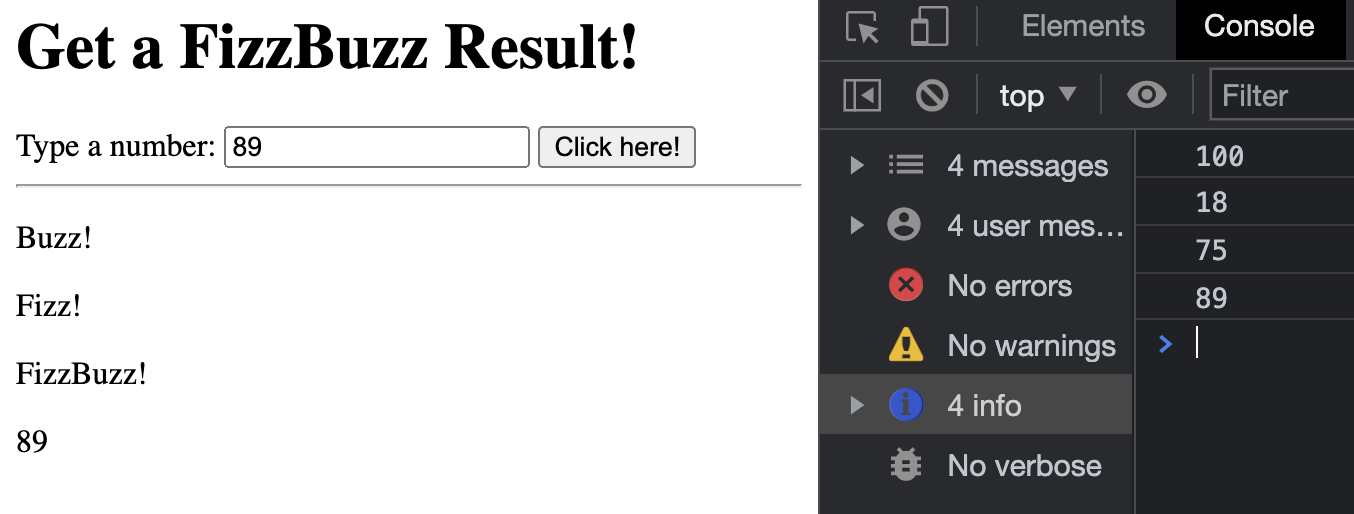 Get a FizzBuzz Result!
Type a number: 89 Click here!
Buzz!
Fizz!
FizzBuzz!
89
Elements Console
top Filter
4 messages
4 user mes...
No errors
No warnings
4 info
No verbose
100
18
75
89